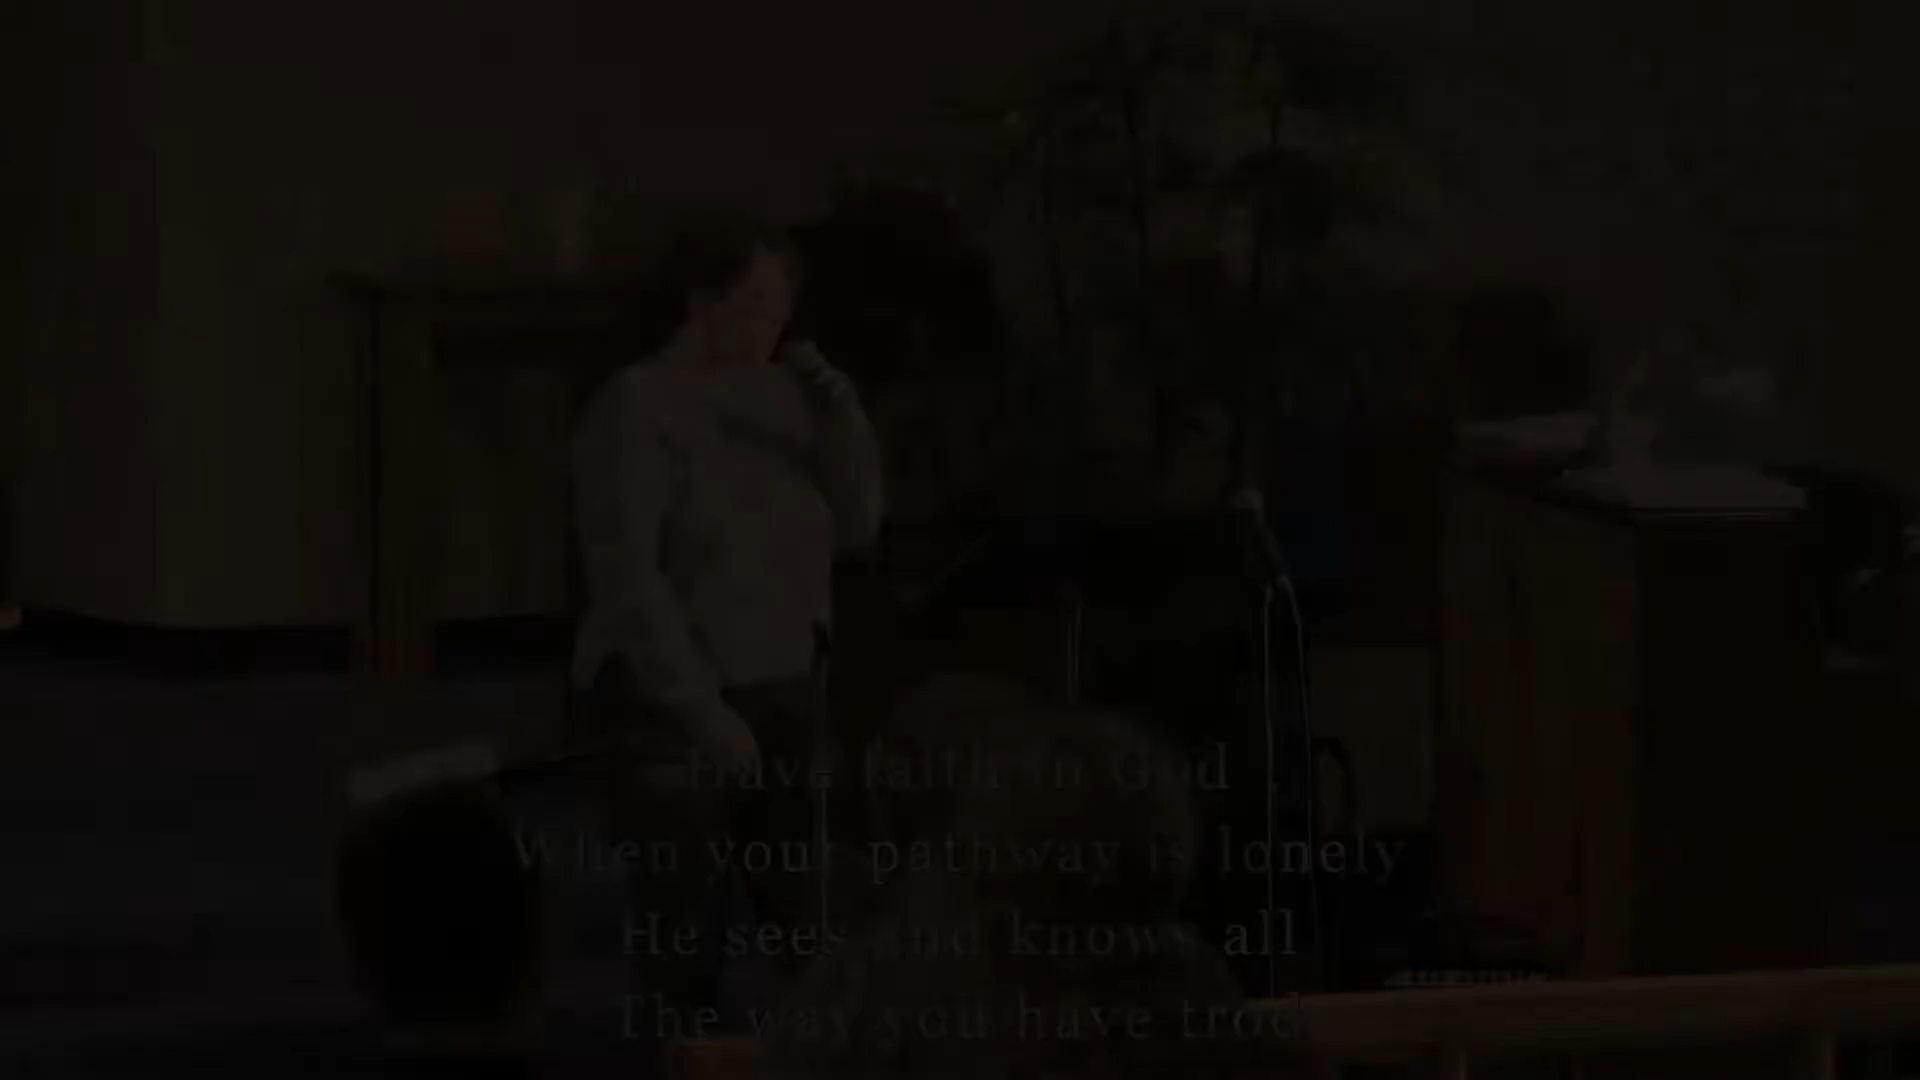 Have faith in God
When your pathway is lonely
He sees and knows all
The way you have trod